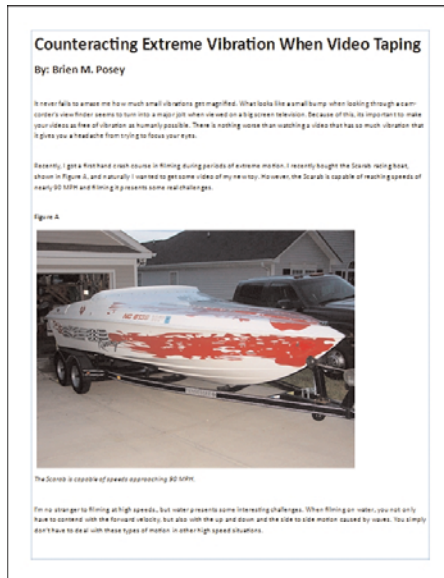 Counteracting Extreme Vibration When Video Taping
By: Brien M. Posey
It never fails to amaze me how much small vibrations get magnified. What looks like a small bump when looking through a cam-
corder's view finder seems to turn into a major jolt when viewed on a big screen television. Because of this, its important to make
your videos as free of vibration as humanly possible. There is nothing worse than watching a video that has so much vibration that
it gives you a headache from trying to focus your eyes.
Recently, I got a first hand crash course in filming during periods of extreme motion. I recently bought the Scarab racing boat,
shown in Figure A, and naturally I wanted to get some video of my new toy. However, the Scarab is capable of reaching speeds of
nearly 90 MPH and filming it presents some real challenges.
Figure A
The Scarab is capable of speeds approaching 90 MPH.
I'm no stranger to filming at high speeds, but water presents some interesting challenges. When filming on water, you not only
have to contend with the forward velocity, but also with the up and down and the side to side motion caused by waves. You simply
don't have to deal with these types of motion in other high speed situations.